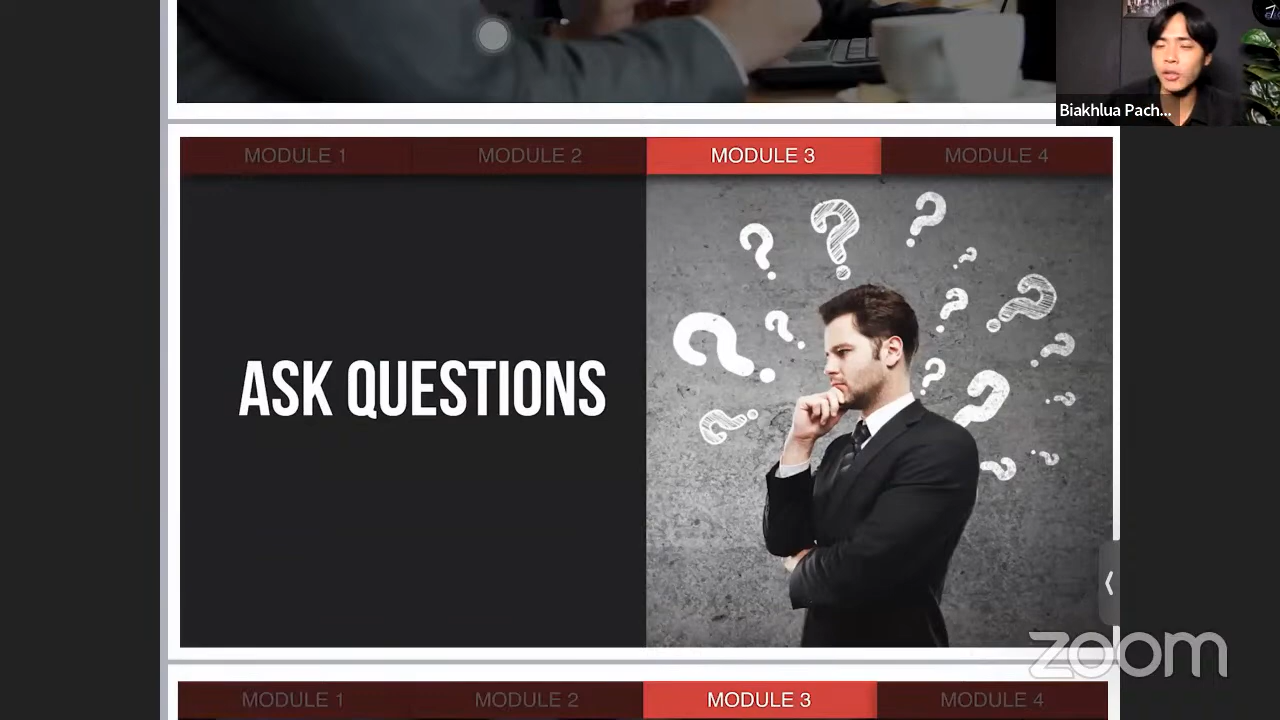 Biakhlua Pach...
MODULE 1
MODULE 2
MODULE 3
MODULE 4
ASK QUESTIONS
zoom
MODULE 1
MODULE 2
MODULE 3
MODULE 4